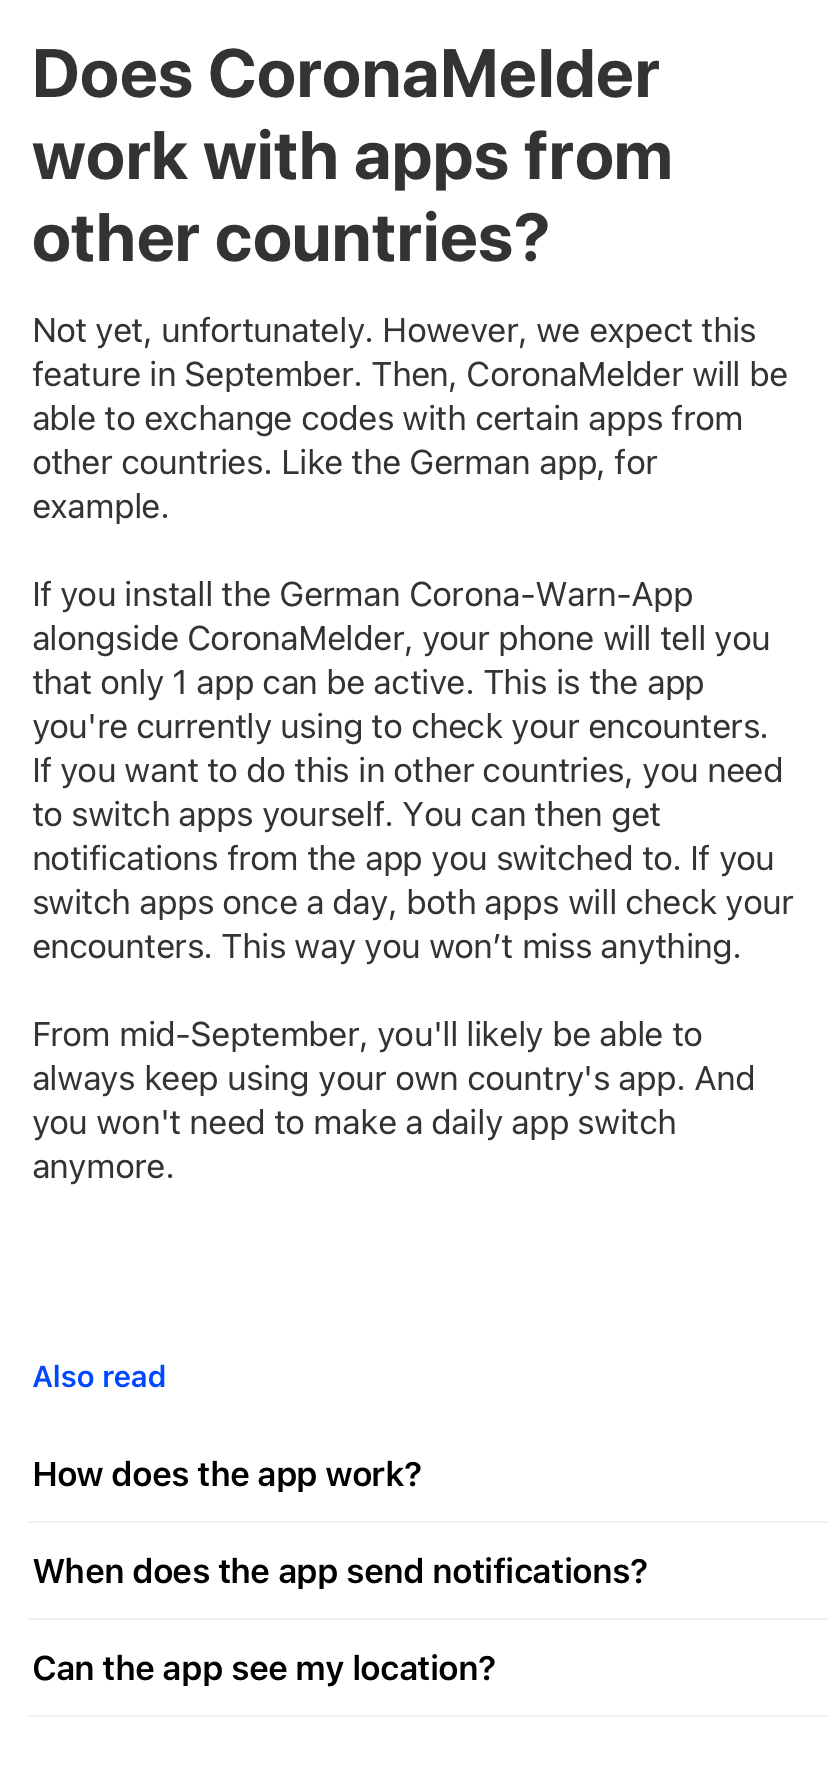 Does CoronaMelder
work with apps from
other countries?
Not yet, unfortunately. However, we expect this
feature in September. Then, CoronaMelder will be
able to exchange codes with certain apps from
other countries. Like the German app, for
example.
If you install the German Corona-Warn-App
alongside CoronaMelder, your phone will tell you
that only 1 app can be active. This is the app
you're currently using to check your encounters.
If you want to do this in other countries, you need
to switch apps yourself. You can then get
notifications from the app you switched to. If you
switch apps once a day, both apps will check your
encounters. This way you won’t miss anything.
From mid-September, you'll likely be able to
always keep using your own country's app. And
you won't need to make a daily app switch
anymore.
Also read
How does the app work?
When does the app send notifications?
Can the app see my location?